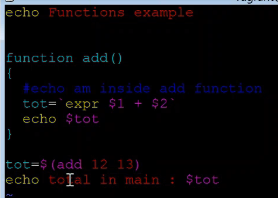 echo Functions example
function add()
{
#echo am inside add function
tot=`expr $1 + $2`
echo $tot
}
tot=$(add 12 13)
echo total in main : $tot
~